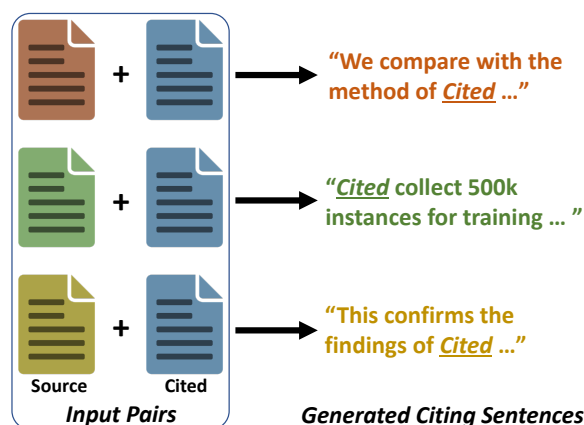 +
“We compare with the
method of Cited ...”
+
“Cited collect 500k
instances for training ... ”
+
“This confirms the
findings of Cited ...”
Source Cited
Input Pairs Generated Citing Sentences